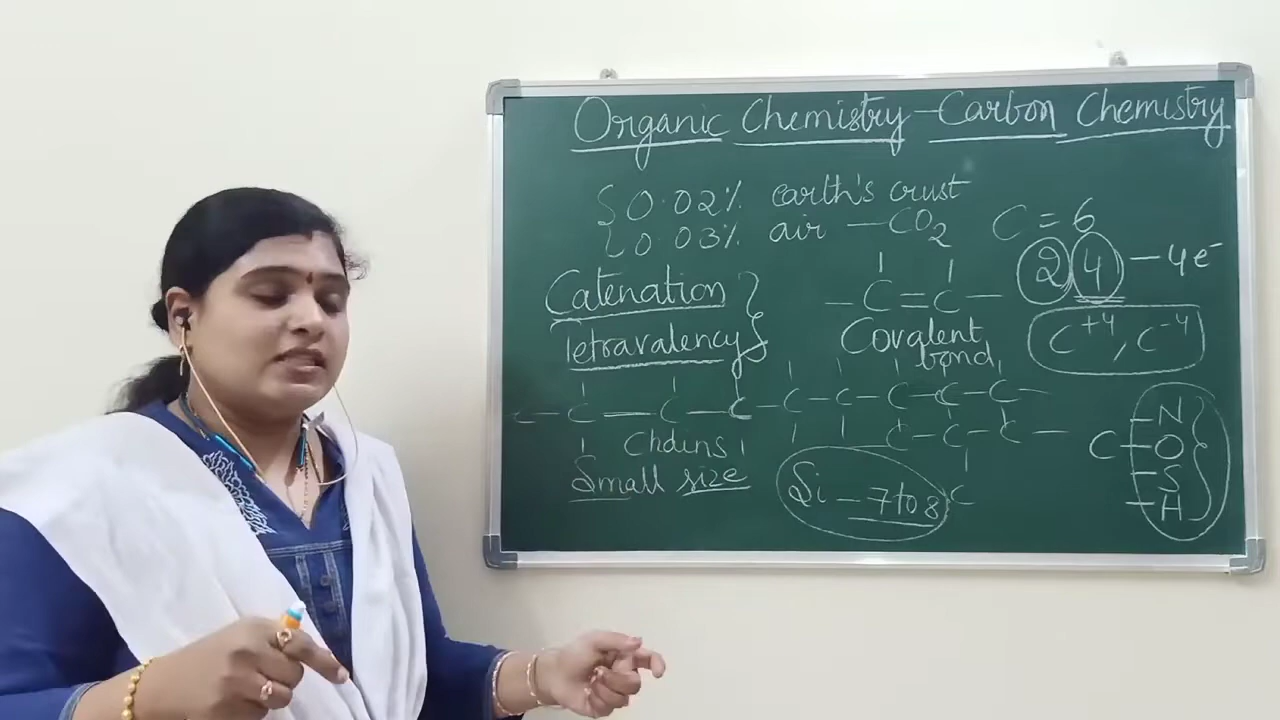 Organic Chemistry - Carbon Chemistry
{ 0.02% earth's crust
0.03% air — CO2
C = 6
2 4 — 4e-
Catenation }
Tetravalency
— C = C —
Covalent bond
C+4, C-4
C — C — C — C — C — C — C — C — C —
C — C — C —
C
Chains
Small size
Si — 7 to 8
C — N
— O
— S
— H